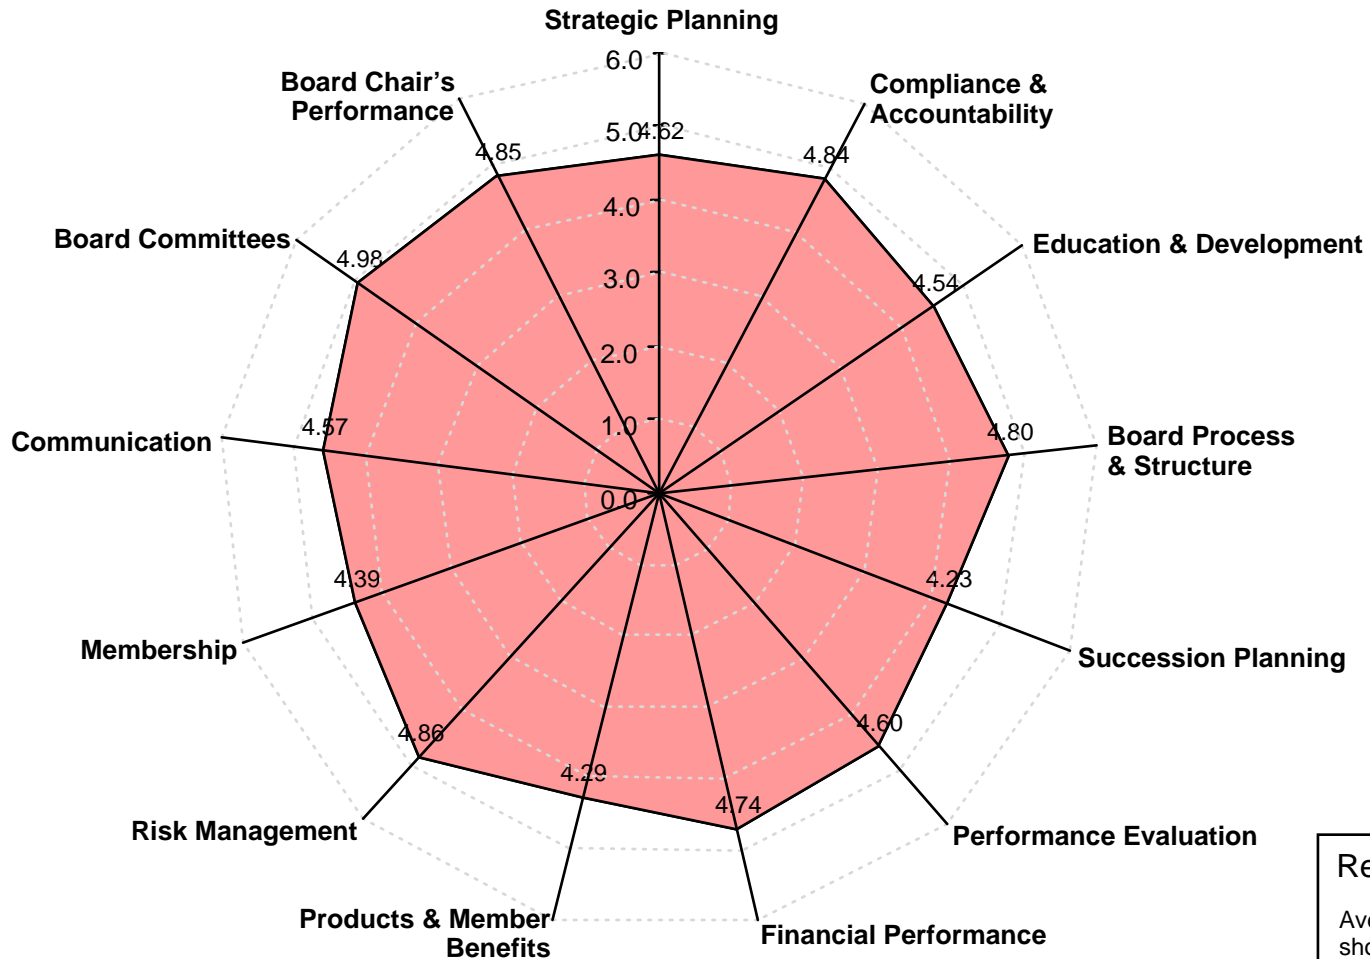 Strategic Planning
6.0
Board Chair's
Performance
Compliance &
Accountability
5.0
4.62
4.85
4.84
4.0
Board Committees
4.98
Education & Development
4.54
3.0
2.0
1.0
Communication
4.57
Board Process
& Structure
4.80
0.0
4.39
4.23
Membership
Succession Planning
4.86
4.60
4.29
4.74
Risk Management
Performance Evaluation
Products & Member
Benefits
Financial Performance